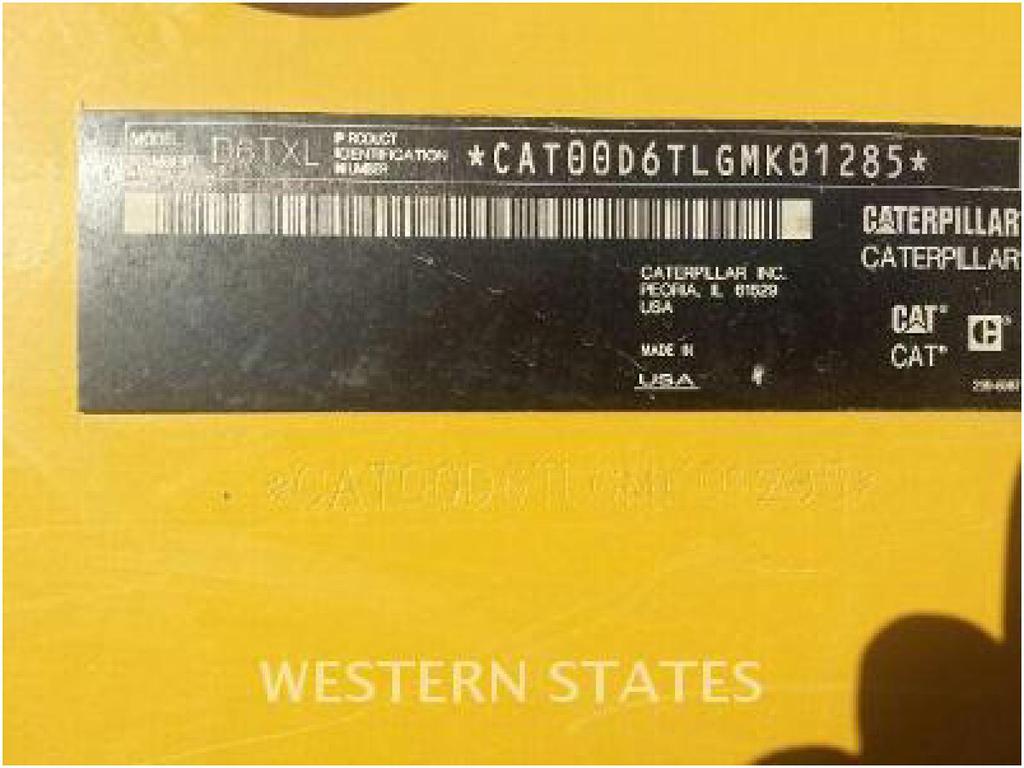 MODEL D6TXL PRODUCT IDENTIFICATION NUMBER *CAT00D6TLGMK01285*
CATERPILLAR
CATERPILLAR
CATERPILLAR INC.
PEORIA, IL 61629
USA
CAT®
CAT®
MADE IN
USA
WESTERN STATES